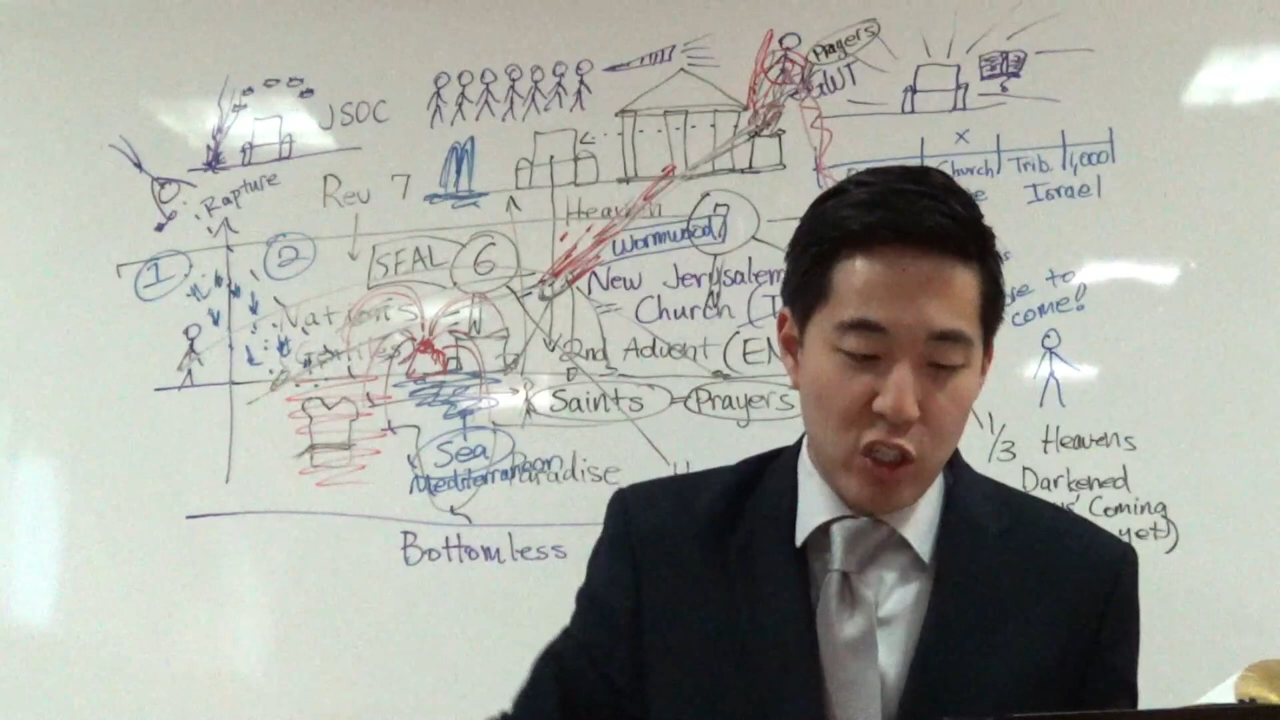 Prayers
JSOC
GWT
X
Church Trib. 1,000
Israel
Rapture
Rev 7
Heaven
1
2
SEAL 6
Wormwood
7
New Jerusalem
Church
Nations
to
come!
2nd Advent
Saints = Prayers
1/3 Heavens
Darkened
Coming
yet)
Sea
Mediterranean
Paradise
Bottomless